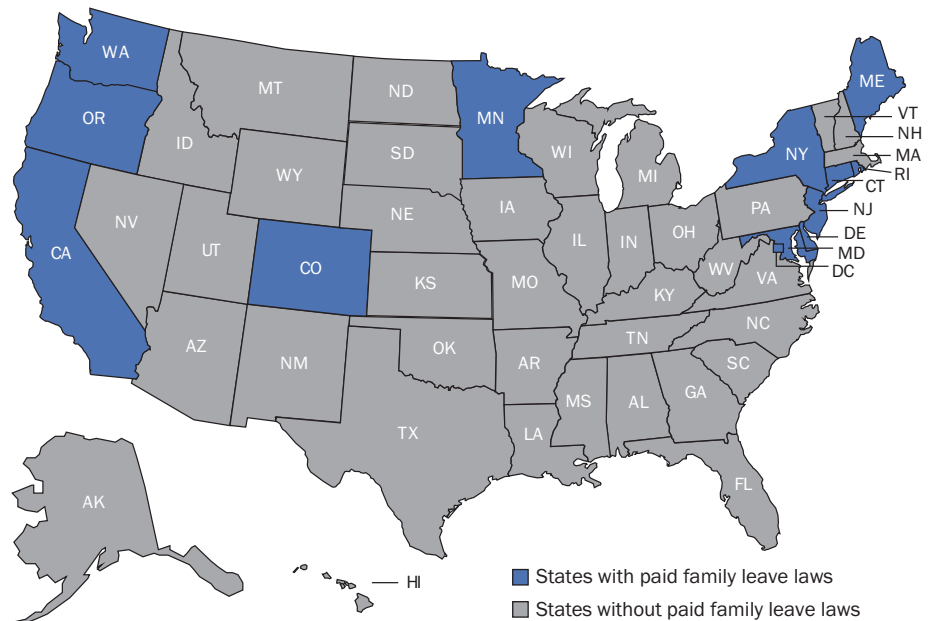 WA
ME
MT
ND
VT
OR
MN
NH
ID
WI
NY
MA
SD
RI
WY
MI
CT
IA
PA
NJ
NE
NV
OH
DE
IL
IN
UT
MD
CA
CO
WV
DC
KS
MO
VA
KY
NC
TN
AZ
OK
NM
AR
SC
MS
AL
GA
TX
LA
FL
AK
HI
States with paid family leave laws
States without paid family leave laws